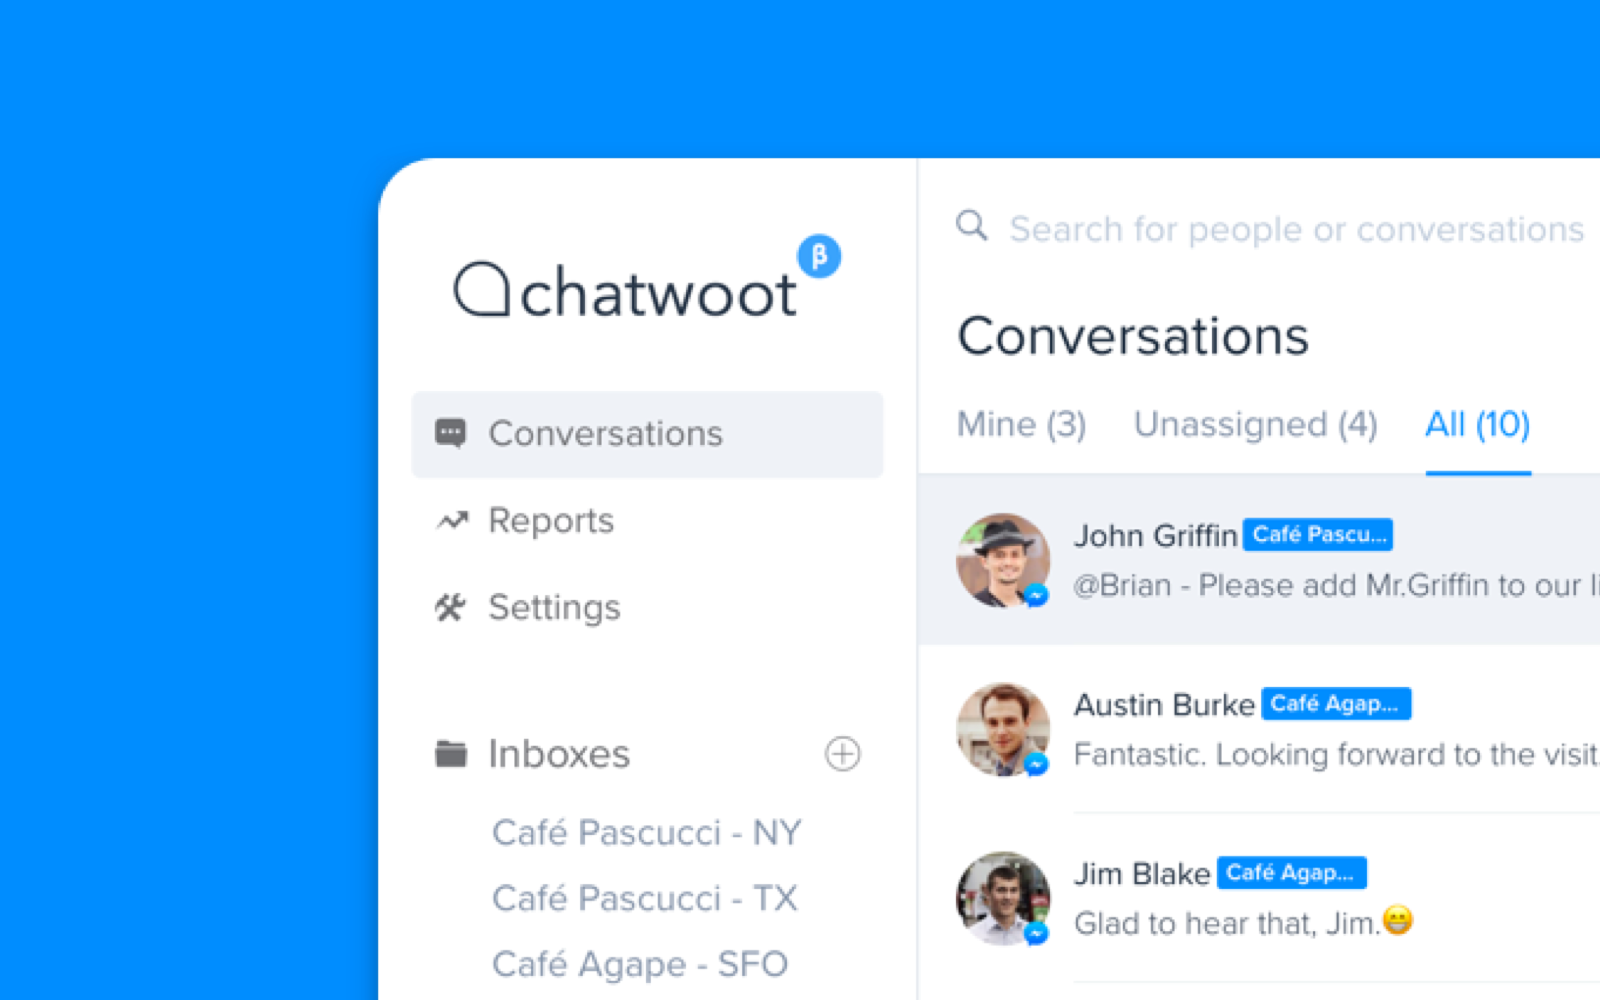 chatwoot
β
Conversations
Reports
Settings
Inboxes
Café Pascucci - NY
Café Pascucci - TX
Café Agape - SFO
Search for people or conversations
Conversations
Mine (3) Unassigned (4) All (10)
John Griffin Café Pascu...
@Brian - Please add Mr.Griffin to our
Austin Burke Café Agap...
Fantastic. Looking forward to the visit.
Jim Blake Café Agap...
Glad to hear that, Jim.😁